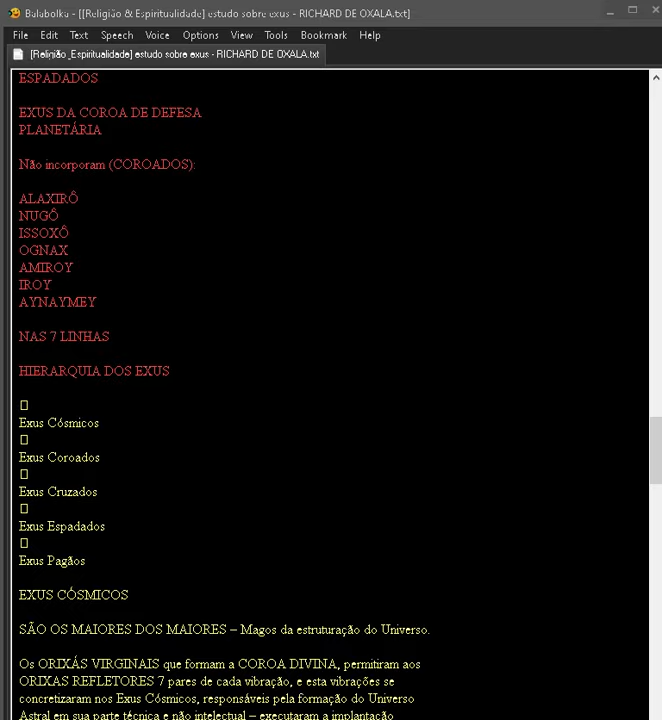 Balabolka - [[Religião & Espiritualidade] estudo sobre exus - RICHARD DE OXALA.txt]
File Edit Text Speech Voice Options View Tools Bookmark Help
[Religião _Espiritualidade] estudo sobre exus - RICHARD DE OXALA.txt
ESPADADOS
EXUS DA COROA DE DEFESA
PLANETÁRIA
Não incorporam (COROADOS):
ALAXIRÔ
NUGÔ
ISSOXÔ
OGNAX
AMIROY
IROY
AYNAYMEY
NAS 7 LINHAS
HIERARQUIA DOS EXUS
Exus Cósmicos
Exus Coroados
Exus Cruzados
Exus Espadados
Exus Pagãos
EXUS CÓSMICOS
SÃO OS MAIORES DOS MAIORES – Magos da estruturação do Universo.
Os ORIXÁS VIRGINAIS que formam a COROA DIVINA, permitiram aos
ORIXAS REFLETORES 7 pares de cada vibração, e esta vibrações se
concretizaram nos Exus Cósmicos, responsáveis pela formação do Universo
Astral em sua parte técnica e não intelectual – executaram a implantação